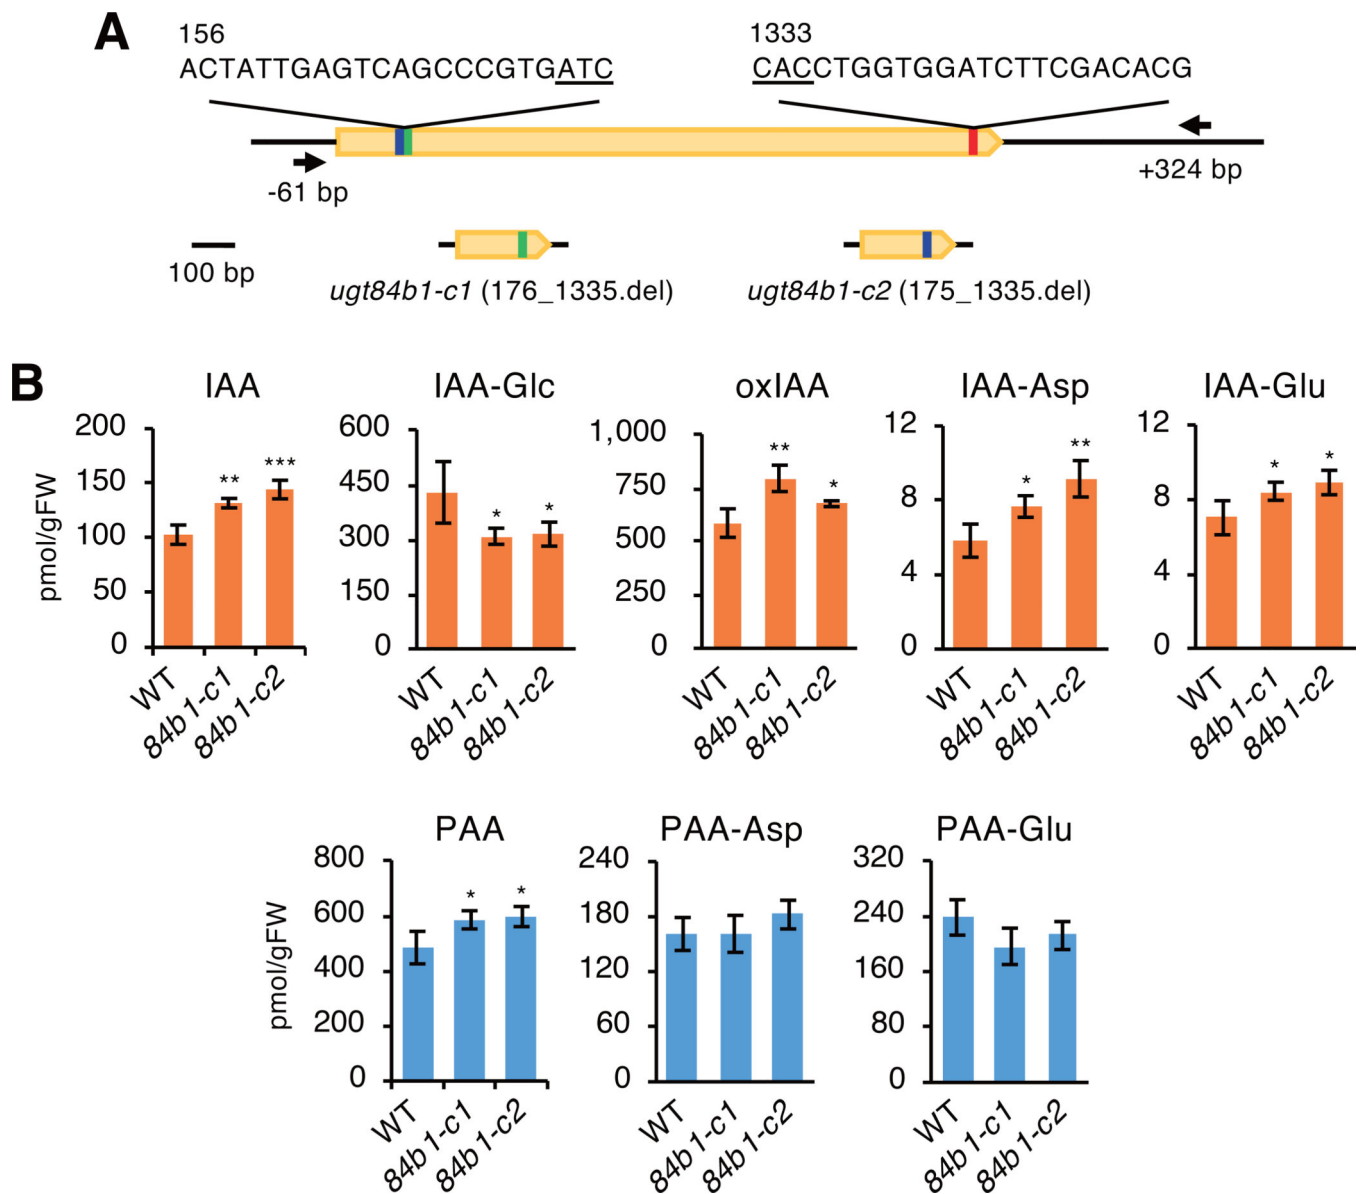 A
156 1333
ACTATTGAGTCAGCCCGTGATC CACCTGGTGGATCTTCGACACG
-61 bp +324 bp
100 bp
ugt84b1-c1 (176_1335.del) ugt84b1-c2 (175_1335.del)
B
IAA IAA-Glc oxIAA IAA-Asp IAA-Glu
pmol/gFW
200
150
100
50
0
** ***
WT 84b1-c1 84b1-c2
600
450
300
150
0
* *
WT 84b1-c1 84b1-c2
1,000
750
500
250
0
** *
WT 84b1-c1 84b1-c2
12
8
4
0
* **
WT 84b1-c1 84b1-c2
12
8
4
0
* *
WT 84b1-c1 84b1-c2
PAA PAA-Asp PAA-Glu
pmol/gFW
800
600
400
200
0
* *
WT 84b1-c1 84b1-c2
240
180
120
60
0
WT 84b1-c1 84b1-c2
320
240
160
80
0
WT 84b1-c1 84b1-c2